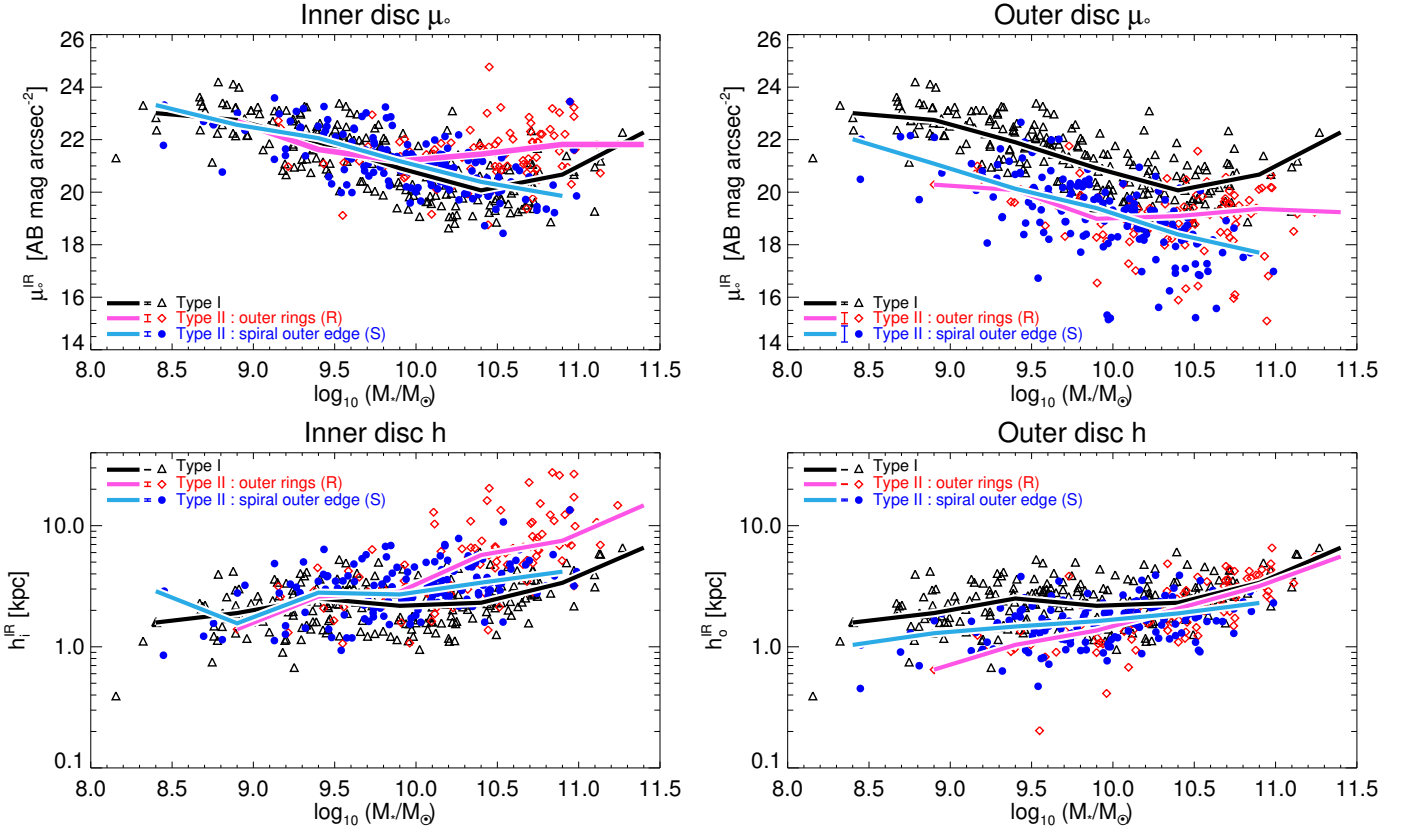 Inner disc μ₀
26
24
22
20
18
16
14
μ₀ᴵᴿ [AB mag arcsec⁻²]
Type I
Type II : outer rings (R)
Type II : spiral outer edge (S)
8.0 8.5 9.0 9.5 10.0 10.5 11.0 11.5
log₁₀ (M*/M☉)
Outer disc μ₀
26
24
22
20
18
16
14
μ₀ᴵᴿ [AB mag arcsec⁻²]
Type I
Type II : outer rings (R)
Type II : spiral outer edge (S)
8.0 8.5 9.0 9.5 10.0 10.5 11.0 11.5
log₁₀ (M*/M☉)
Inner disc h
Type I
Type II : outer rings (R)
Type II : spiral outer edge (S)
10.0
1.0
0.1
hᵢᴵᴿ [kpc]
8.0 8.5 9.0 9.5 10.0 10.5 11.0 11.5
log₁₀ (M*/M☉)
Outer disc h
Type I
Type II : outer rings (R)
Type II : spiral outer edge (S)
10.0
1.0
0.1
hₒᴵᴿ [kpc]
8.0 8.5 9.0 9.5 10.0 10.5 11.0 11.5
log₁₀ (M*/M☉)